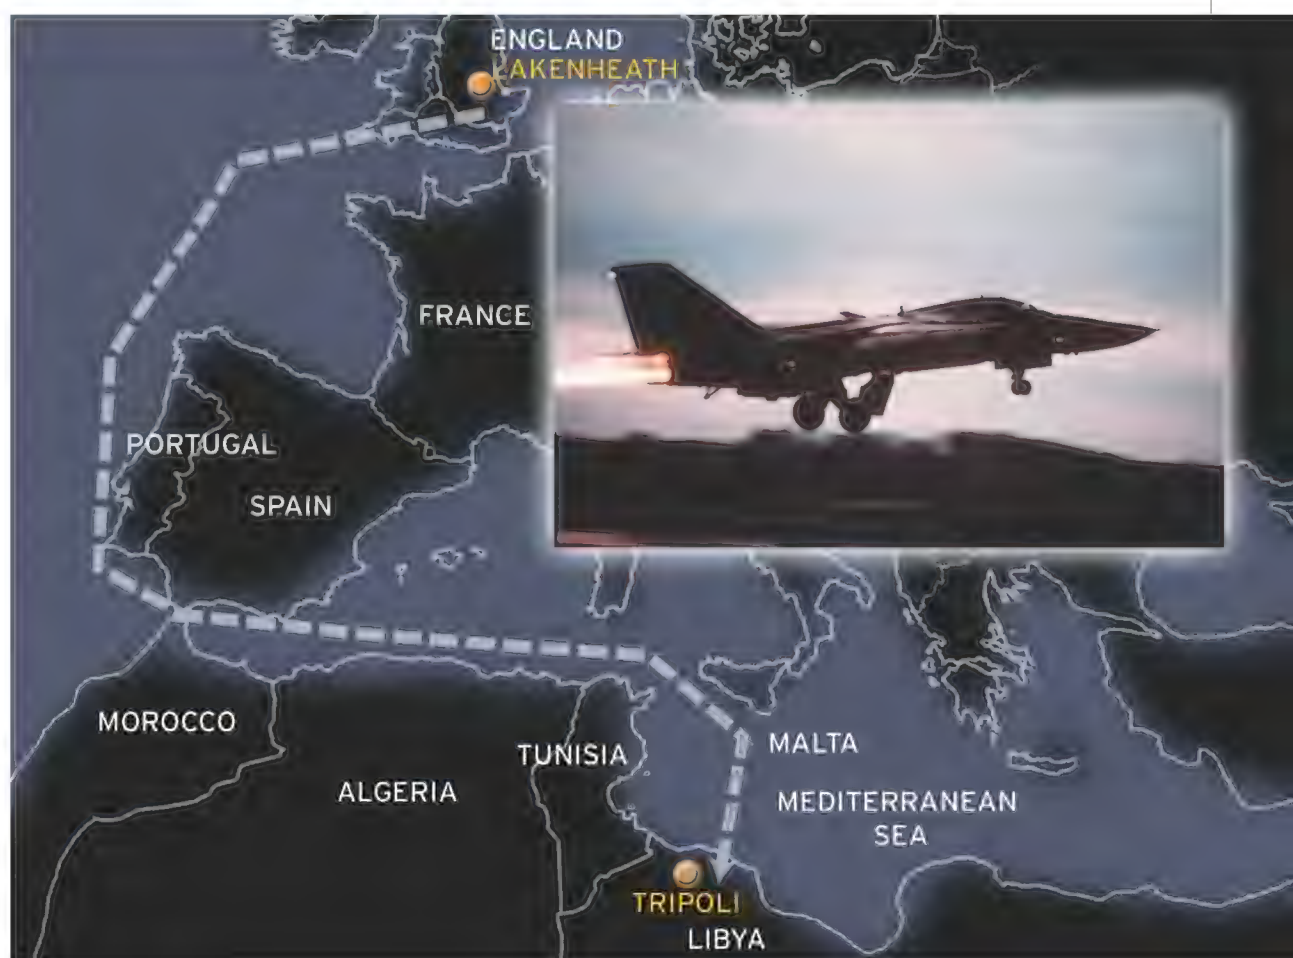 ENGLAND
LAKENHEATH
FRANCE
PORTUGAL
SPAIN
MOROCCO
ALGERIA
TUNISIA
MALTA
MEDITERRANEAN
SEA
TRIPOLI
LIBYA